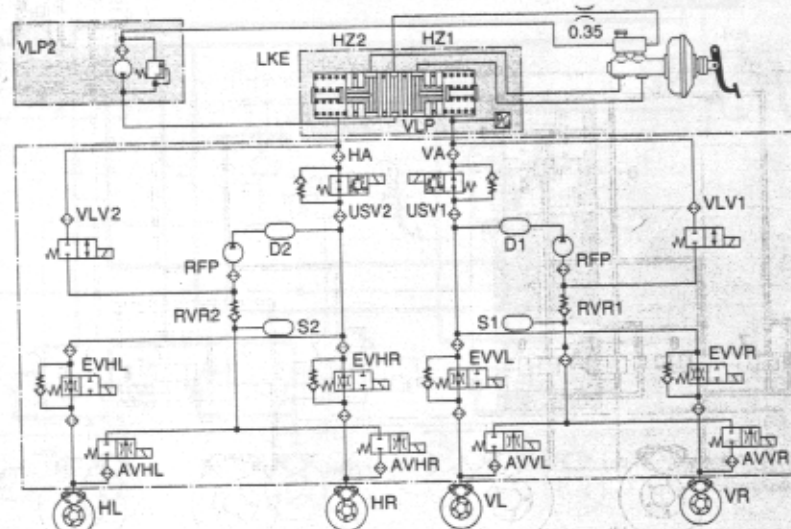 0.35
HZ2 HZ1
VLP2
LKE
VLP
HA VA
VLV2 USV2 USV1 VLV1
D2 D1
RFP RFP
RVR2 RVR1
S2 S1
EVHL EVHR EVVL EVVR
AVHL AVHR AVVL AVVR
HL HR VL VR